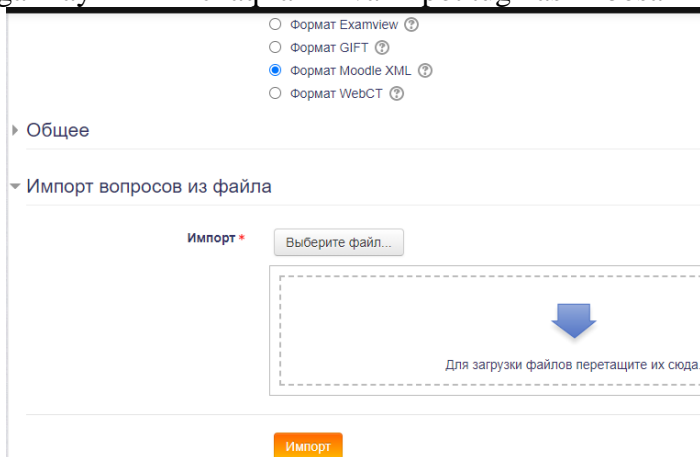 Формат Examview
Формат GIFT
Формат Moodle XML
Формат WebCT
Общее
Импорт вопросов из файла
Импорт *
Выберите файл...
Для загрузки файлов перетащите их сюда.
Импорт